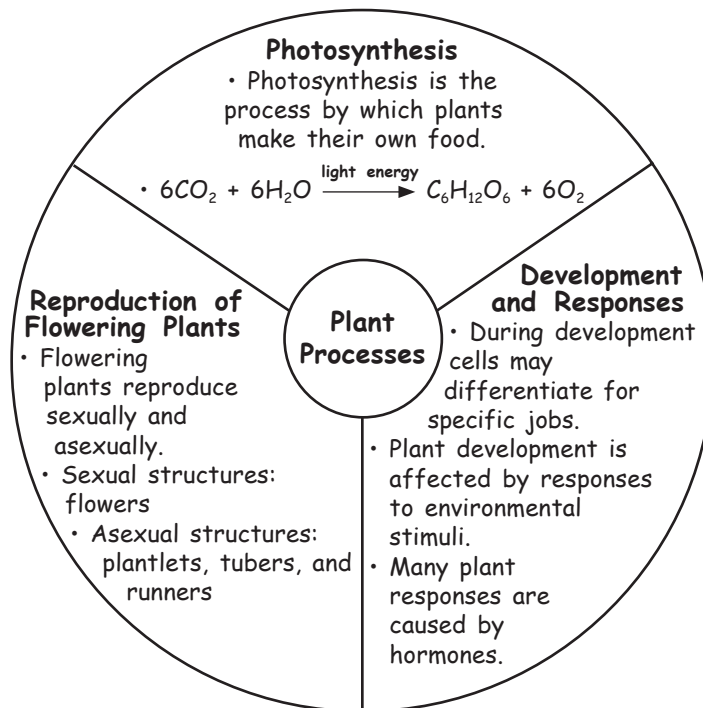 Photosynthesis
• Photosynthesis is the
process by which plants
make their own food.
light energy
• 6CO₂ + 6H₂O ⟶ C₆H₁₂O₆ + 6O₂
Plant
Processes
Development
and Responses
• During development
cells may
differentiate for
specific jobs.
• Plant development is
affected by responses
to environmental
stimuli.
• Many plant
responses are
caused by
hormones.
Reproduction of
Flowering Plants
• Flowering
plants reproduce
sexually and
asexually.
• Sexual structures:
flowers
• Asexual structures:
plantlets, tubers, and
runners